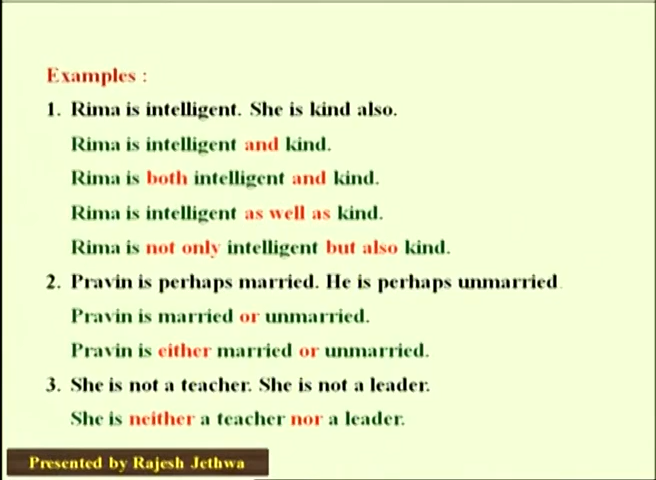 Examples :
1. Rima is intelligent. She is kind also.
Rima is intelligent and kind.
Rima is both intelligent and kind.
Rima is intelligent as well as kind.
Rima is not only intelligent but also kind.
2. Pravin is perhaps married. He is perhaps unmarried.
Pravin is married or unmarried.
Pravin is either married or unmarried.
3. She is not a teacher. She is not a leader.
She is neither a teacher nor a leader.
Presented by Rajesh Jethwa